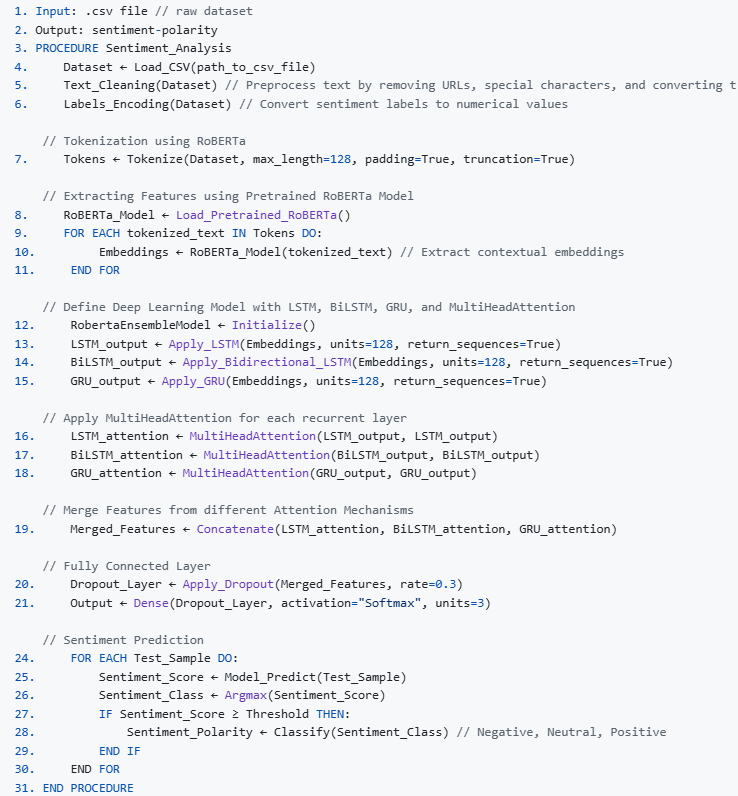 1. Input: .csv file // raw dataset
2. Output: sentiment-polarity
3. PROCEDURE Sentiment_Analysis
4.     Dataset ← Load_CSV(path_to_csv_file)
5.     Text_Cleaning(Dataset) // Preprocess text by removing URLs, special characters, and converting t
6.     Labels_Encoding(Dataset) // Convert sentiment labels to numerical values
// Tokenization using RoBERTa
7.     Tokens ← Tokenize(Dataset, max_length=128, padding=True, truncation=True)
// Extracting Features using Pretrained RoBERTa Model
8.     RoBERTa_Model ← Load_Pretrained_RoBERTa()
9.     FOR EACH tokenized_text IN Tokens DO:
10.         Embeddings ← RoBERTa_Model(tokenized_text) // Extract contextual embeddings
11.     END FOR
// Define Deep Learning Model with LSTM, BiLSTM, GRU, and MultiHeadAttention
12.     RobertaEnsembleModel ← Initialize()
13.     LSTM_output ← Apply_LSTM(Embeddings, units=128, return_sequences=True)
14.     BiLSTM_output ← Apply_Bidirectional_LSTM(Embeddings, units=128, return_sequences=True)
15.     GRU_output ← Apply_GRU(Embeddings, units=128, return_sequences=True)
// Apply MultiHeadAttention for each recurrent layer
16.     LSTM_attention ← MultiHeadAttention(LSTM_output, LSTM_output)
17.     BiLSTM_attention ← MultiHeadAttention(BiLSTM_output, BiLSTM_output)
18.     GRU_attention ← MultiHeadAttention(GRU_output, GRU_output)
// Merge Features from different Attention Mechanisms
19.     Merged_Features ← Concatenate(LSTM_attention, BiLSTM_attention, GRU_attention)
// Fully Connected Layer
20.     Dropout_Layer ← Apply_Dropout(Merged_Features, rate=0.3)
21.     Output ← Dense(Dropout_Layer, activation="Softmax", units=3)
// Sentiment Prediction
24.     FOR EACH Test_Sample DO:
25.         Sentiment_Score ← Model_Predict(Test_Sample)
26.         Sentiment_Class ← Argmax(Sentiment_Score)
27.         IF Sentiment_Score ≥ Threshold THEN:
28.             Sentiment_Polarity ← Classify(Sentiment_Class) // Negative, Neutral, Positive
29.         END IF
30.     END FOR
31. END PROCEDURE